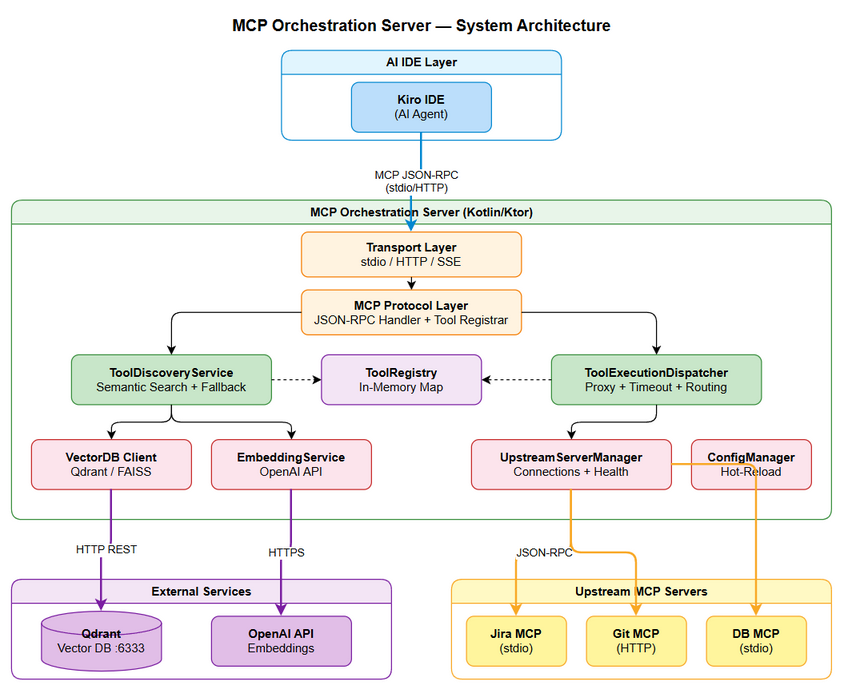 MCP Orchestration Server — System Architecture
AI IDE Layer
Kiro IDE
(AI Agent)
MCP JSON-RPC
(stdio/HTTP)
MCP Orchestration Server (Kotlin/Ktor)
Transport Layer
stdio / HTTP / SSE
MCP Protocol Layer
JSON-RPC Handler + Tool Registrar
ToolDiscoveryService
Semantic Search + Fallback
ToolRegistry
In-Memory Map
ToolExecutionDispatcher
Proxy + Timeout + Routing
VectorDB Client
Qdrant / FAISS
EmbeddingService
OpenAI API
UpstreamServerManager
Connections + Health
ConfigManager
Hot-Reload
HTTP REST
HTTPS
JSON-RPC
External Services
Qdrant
Vector DB :6333
OpenAI API
Embeddings
Upstream MCP Servers
Jira MCP
(stdio)
Git MCP
(HTTP)
DB MCP
(stdio)